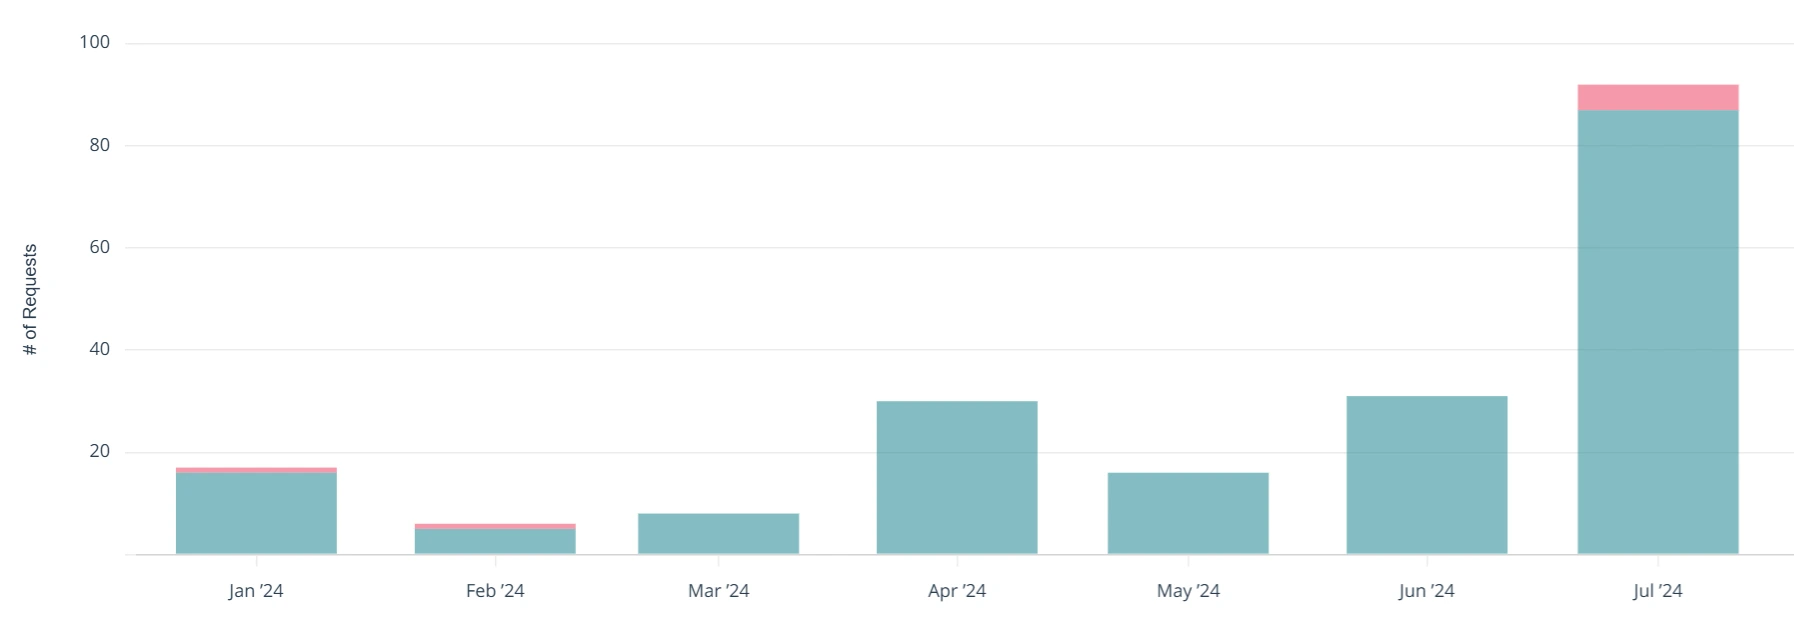 # of Requests
100
80
60
40
20
Jan ’24
Feb ’24
Mar ’24
Apr ’24
May ’24
Jun ’24
Jul ’24